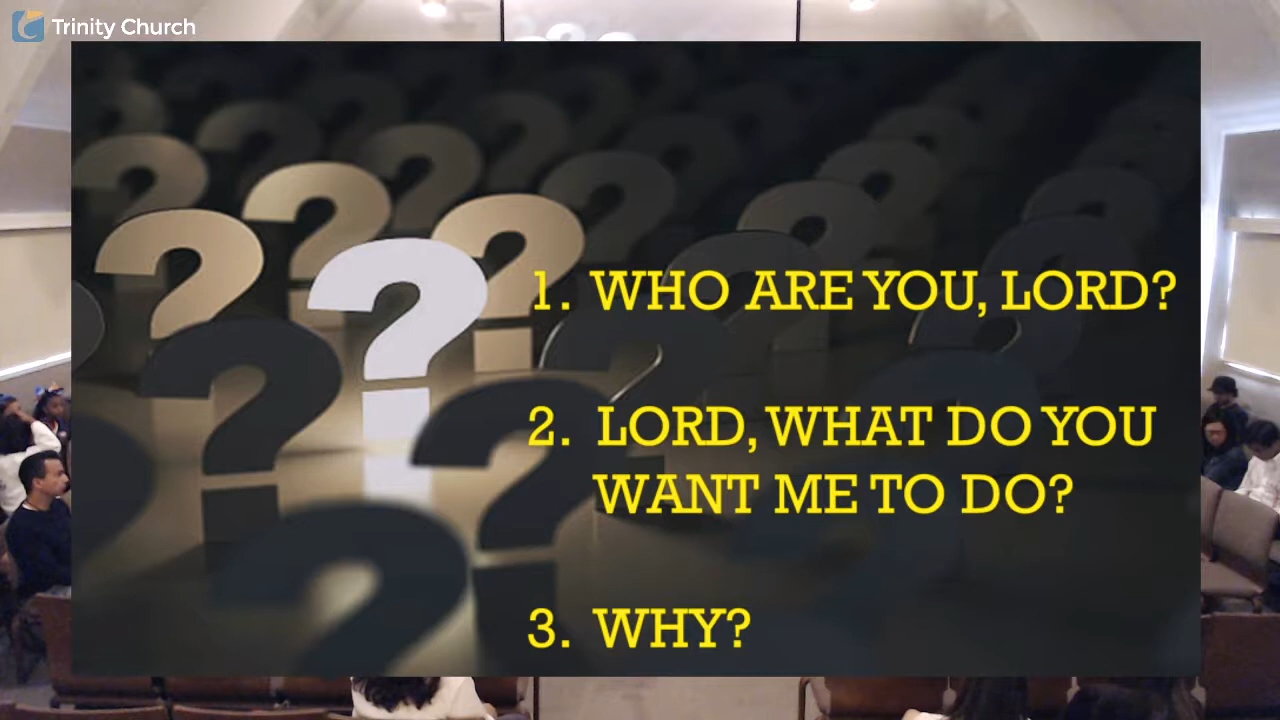 Trinity Church
1. WHO ARE YOU, LORD?
2. LORD, WHAT DO YOU
WANT ME TO DO?
3. WHY?